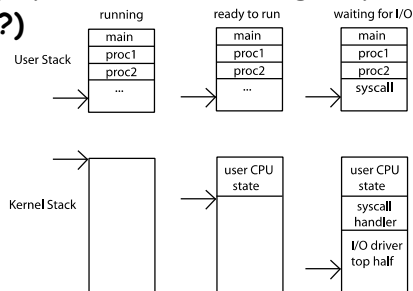 ?)
running
ready to run
waiting for I/O
User Stack
main
proc1
proc2
...
main
proc1
proc2
...
main
proc1
proc2
syscall
Kernel Stack
user CPU
state
user CPU
state
syscall
handler
I/O driver
top half